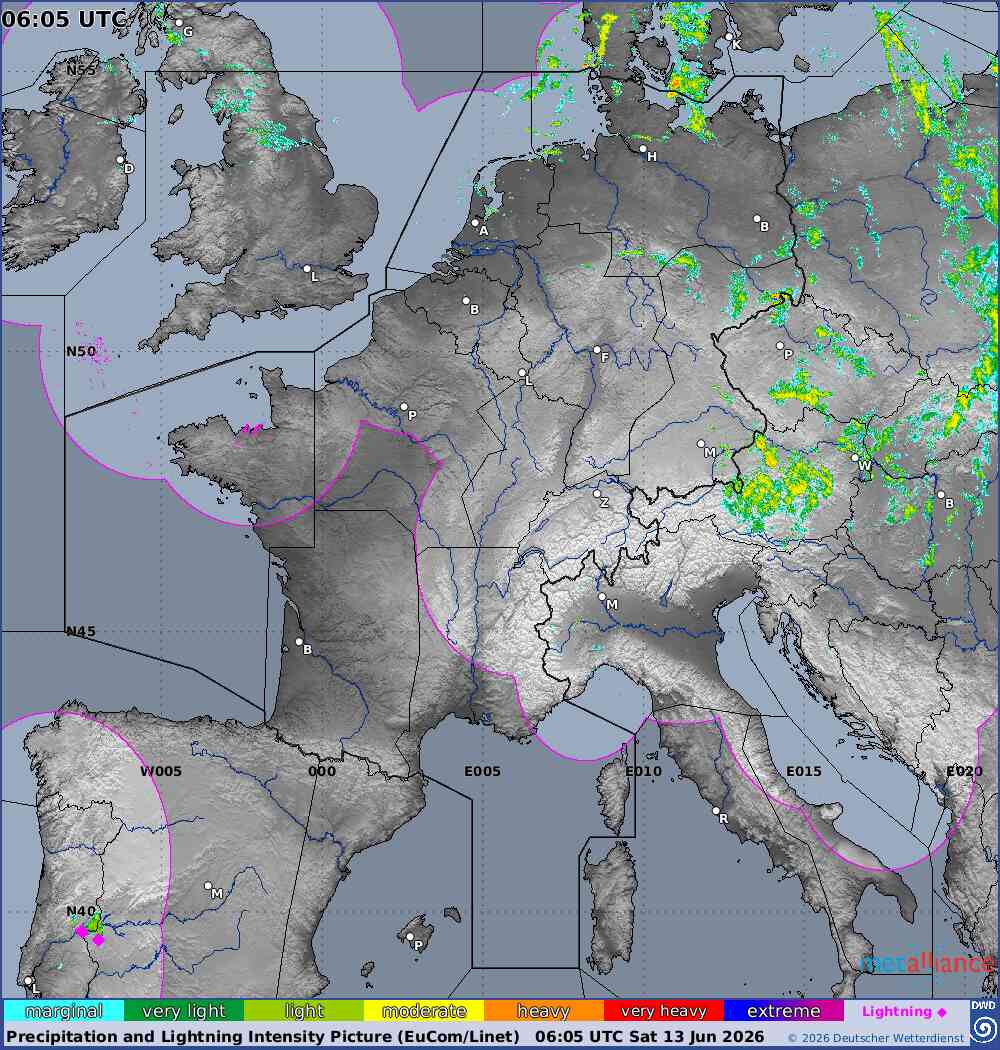 06:05 UTC
G
K
N55
D
H
A
B
L
B
N50
F
P
L
P
M
W
Z
B
M
N45
B
W005
000
E005
E010
E015
E020
R
M
N40
P
L
metalliance
marginal
very light
light
moderate
heavy
very heavy
extreme
Lightning ◆
DWD
Precipitation and Lightning Intensity Picture (EuCom/Linet) 06:05 UTC Sat 13 Jun 2026
© 2026 Deutscher Wetterdienst